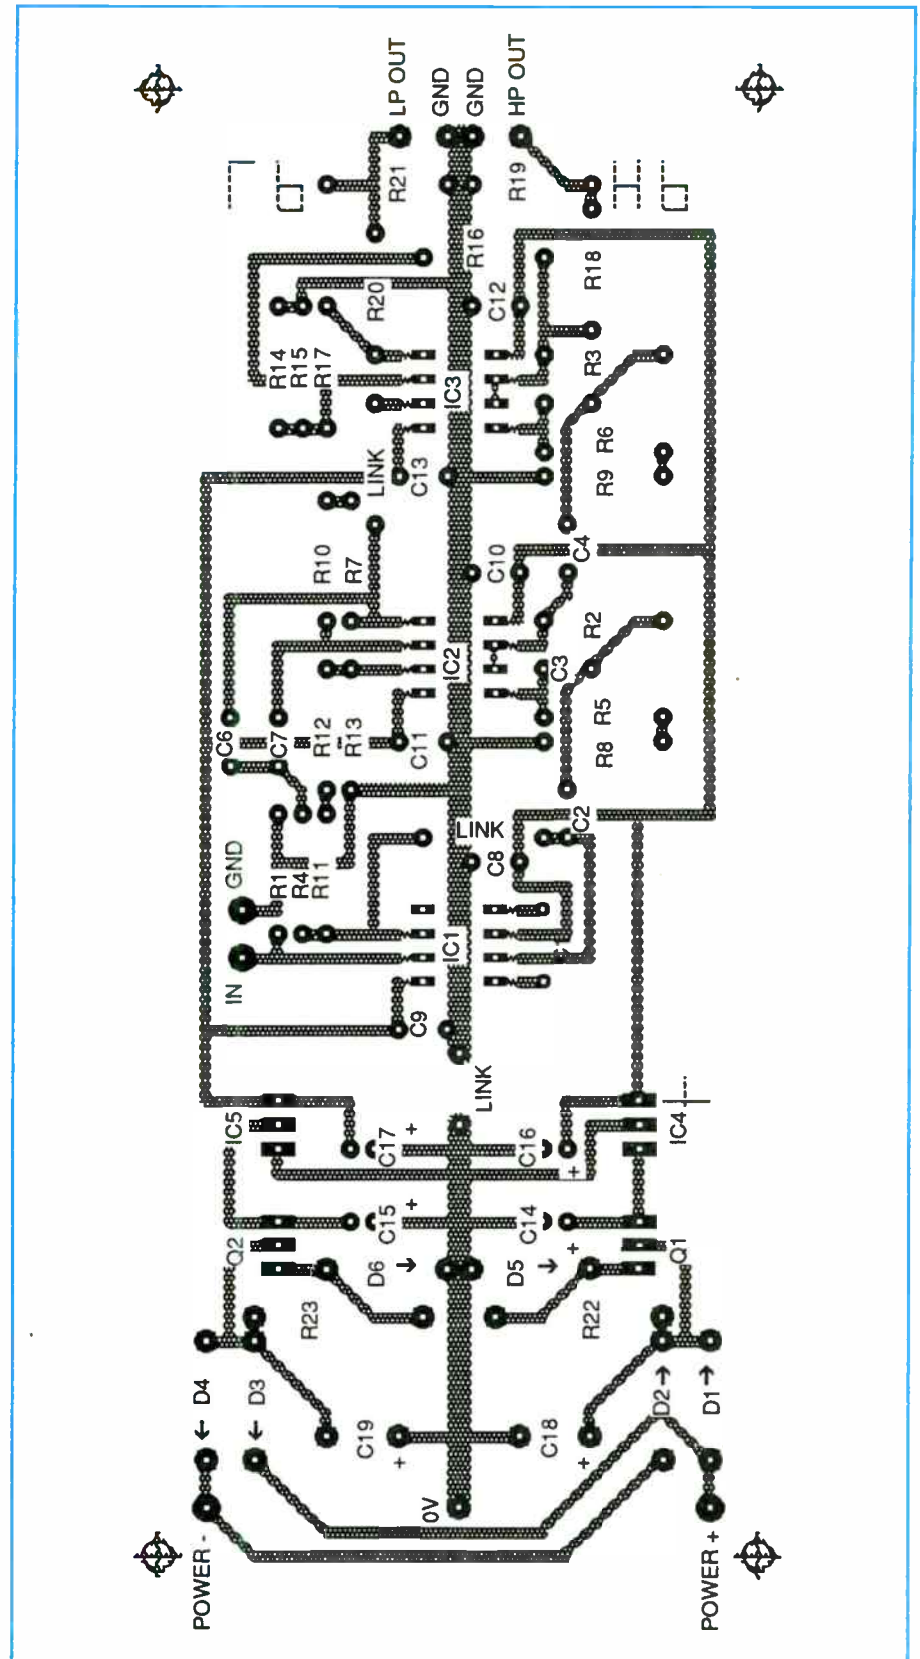 POWER -
D4
D3
Q2
IC5
IN
GND
C6
C7
R23
R1
R4
R11
R12
R13
R10
R7
R14
R15
R17
C19
+
D6
C15
+
C17
+
C9
C11
LINK
C13
R20
R21
LP OUT
0V
IC1
IC2
IC3
GND
LINK
LINK
R16
GND
C18
+
D5
C14
+
C16
+
C8
C10
C12
R19
HP OUT
R22
C2
C3
C4
R8
R5
R2
R9
R6
R3
R18
D2
D1
Q1
IC4
POWER +